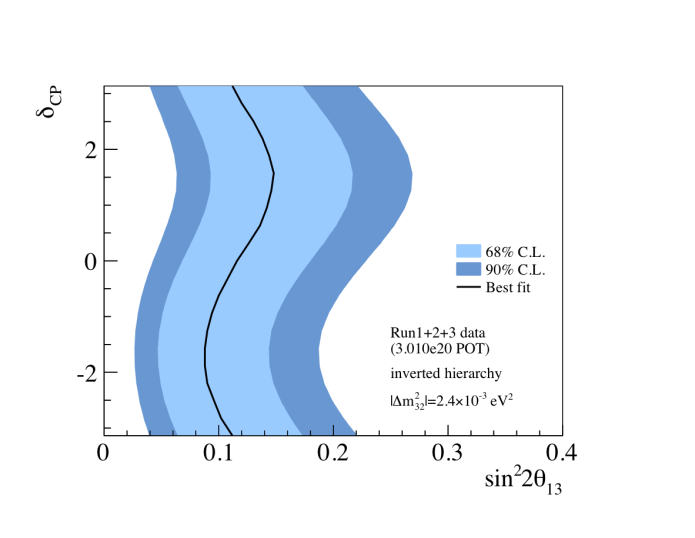 δCP
2
0
-2
68% C.L.
90% C.L.
Best fit
Run1+2+3 data
(3.010e20 POT)
inverted hierarchy
|Δm²₃₂|=2.4×10⁻³ eV²
0 0.1 0.2 0.3 0.4
sin²2θ₁₃